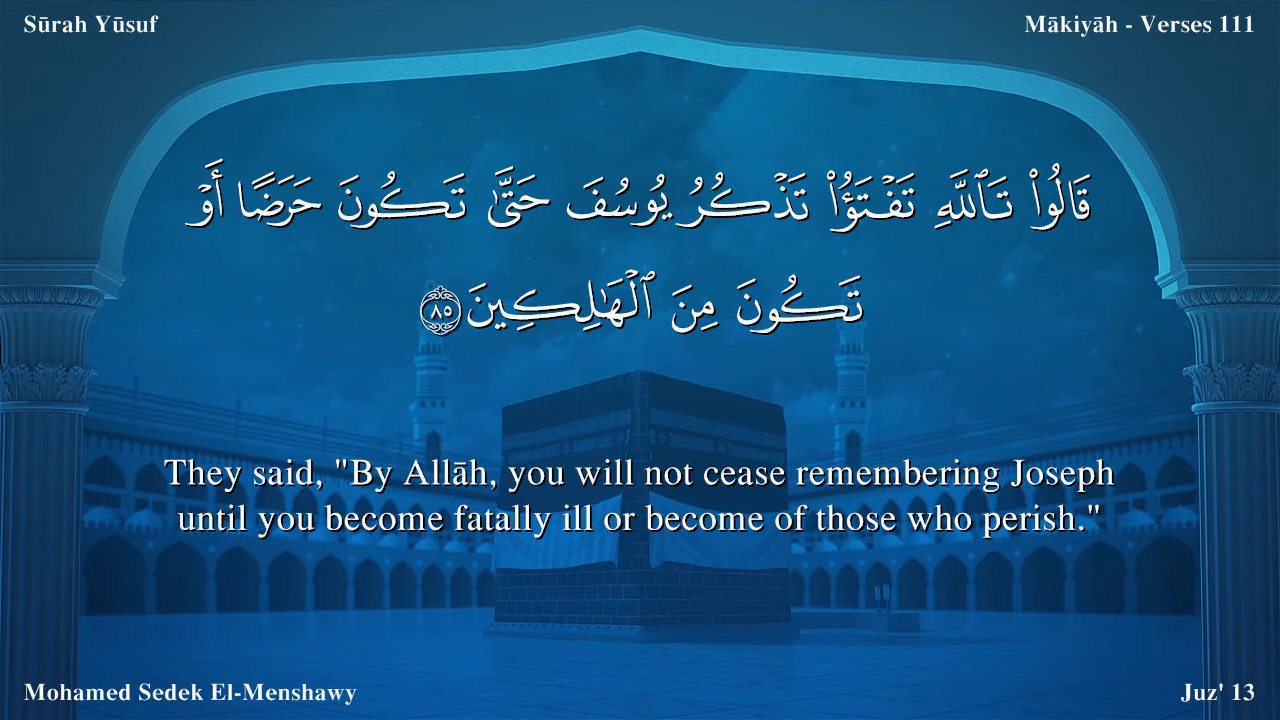 Sūrah Yūsuf
Mākiyāh - Verses 111
قَالُوا۟ تَٱللَّهِ تَفْتَؤُا۟ تَذْكُرُ يُوسُفَ حَتَّىٰ تَكُونَ حَرَضًا أَوْ
تَكُونَ مِنَ ٱلْهَـٰلِكِينَ ٨٥
They said, "By Allāh, you will not cease remembering Joseph
until you become fatally ill or become of those who perish."
Mohamed Sedek El-Menshawy
Juz' 13